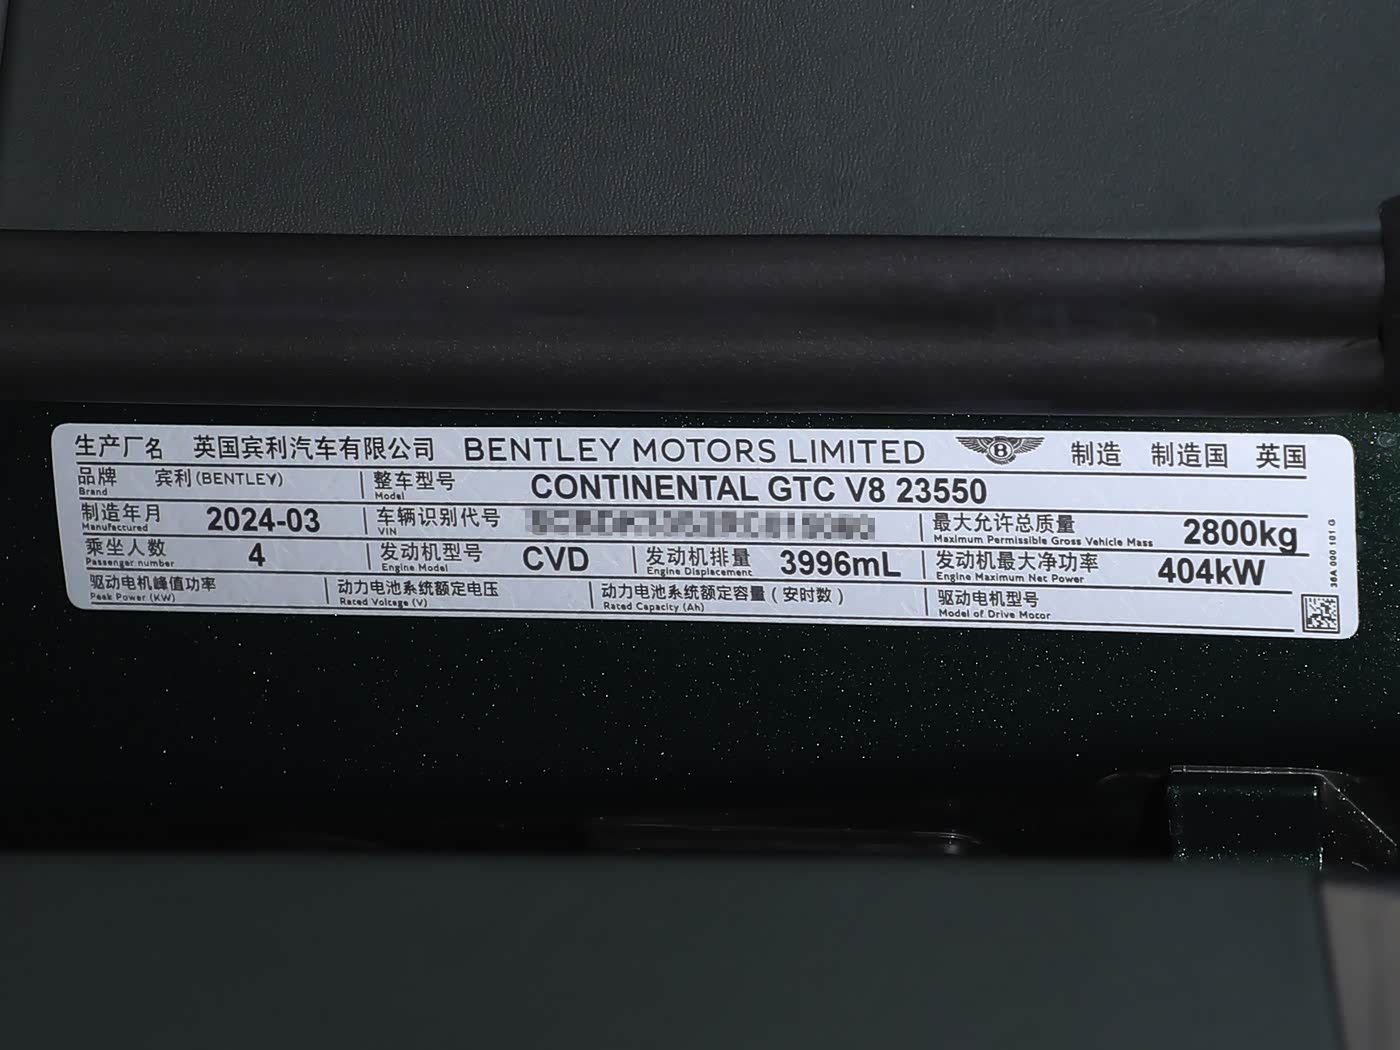 生产厂名 英国宾利汽车有限公司 BENTLEY MOTORS LIMITED B 制造 制造国 英国
品牌 宾利(BENTLEY) 整车型号 CONTINENTAL GTC V8 23550
Brand Model
制造年月 2024-03 车辆识别代号 最大允许总质量 2800kg
Manufactured VIN Maximum Permissible Gross Vehicle Mass
乘坐人数 4 发动机型号 CVD 发动机排量 3996mL 发动机最大净功率 404kW
Passenger number Engine Model Engine Displacement Engine Maximum Net Power
驱动电机峰值功率 动力电池系统额定电压 动力电池系统额定容量(安时数) 驱动电机型号
Peak Power (KW) Rated Voltage (V) Rated Capacity (Ah) Model of Drive Motor
36A 000 101 G